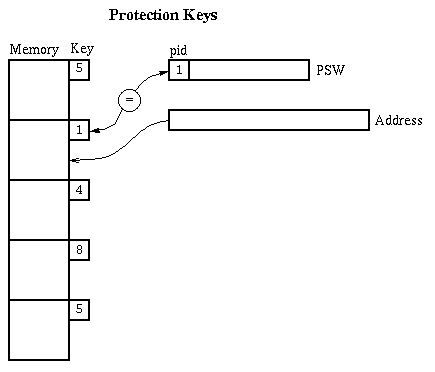 Protection Keys
Memory
Key
pid
5
1
PSW
=
1
Address
4
8
5